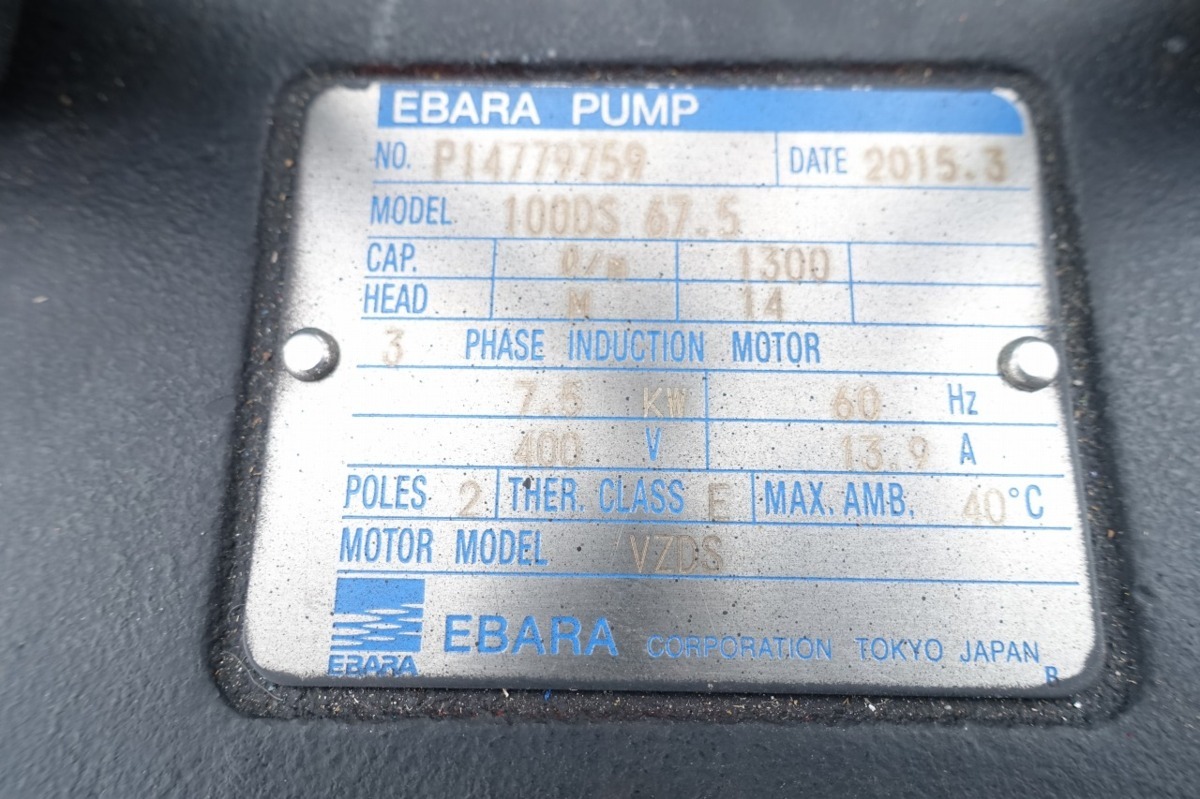 EBARA PUMP
NO. P14779759 DATE 2015.3
MODEL 100DS 67.5
CAP. ℓ/m 1300
HEAD M 14
3 PHASE INDUCTION MOTOR
7.5 KW 60 Hz
400 V 13.9 A
POLES 2 THER. CLASS E MAX. AMB. 40°C
MOTOR MODEL /VZDS
EBARA
EBARA CORPORATION TOKYO JAPAN
B